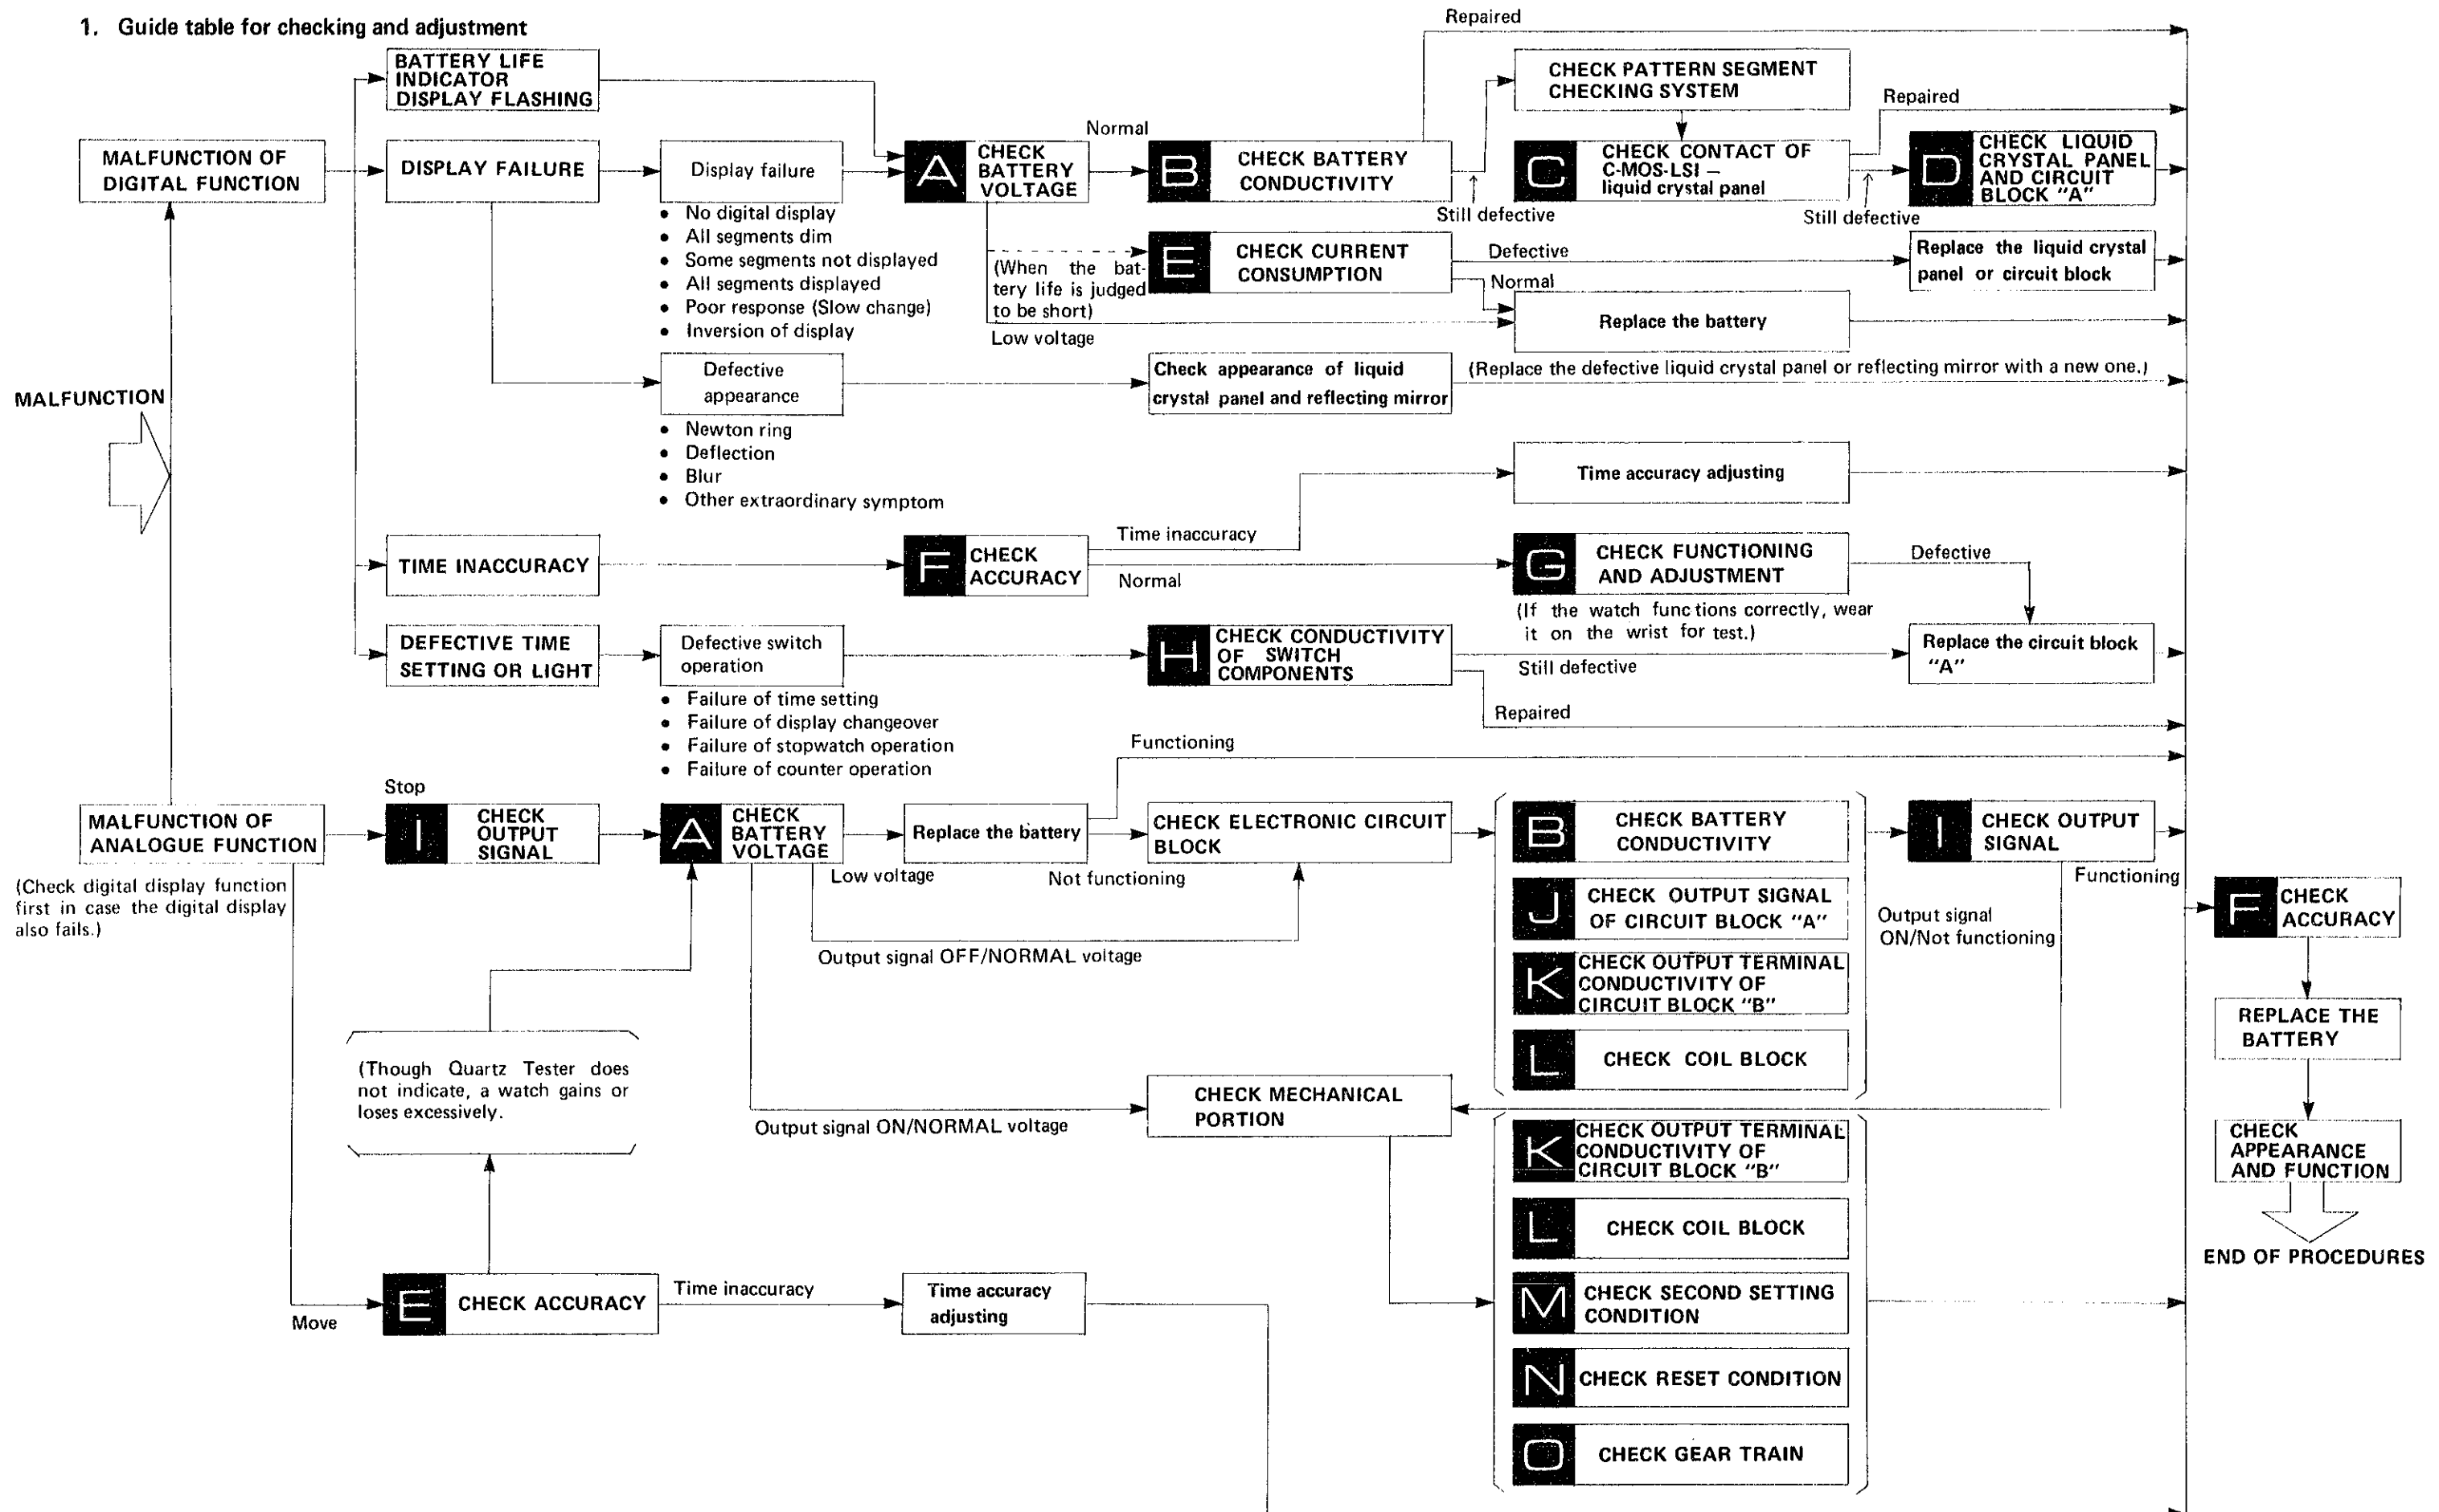 1. Guide table for checking and adjustment
Repaired
BATTERY LIFE
INDICATOR
DISPLAY FLASHING
CHECK PATTERN SEGMENT
CHECKING SYSTEM
Repaired
MALFUNCTION OF
DIGITAL FUNCTION
DISPLAY FAILURE
Display failure
A CHECK
BATTERY
VOLTAGE
Normal
B CHECK BATTERY
CONDUCTIVITY
Still defective
C CHECK CONTACT OF
C-MOS-LSI –
liquid crystal panel
Still defective
D CHECK LIQUID
CRYSTAL PANEL
AND CIRCUIT
BLOCK "A"
• No digital display
• All segments dim
• Some segments not displayed
• All segments displayed
• Poor response (Slow change)
• Inversion of display
(When the bat-
tery life is judged
to be short)
Low voltage
E CHECK CURRENT
CONSUMPTION
Defective
Normal
Replace the liquid crystal
panel or circuit block
Replace the battery
MALFUNCTION
Defective
appearance
Check appearance of liquid
crystal panel and reflecting mirror
(Replace the defective liquid crystal panel or reflecting mirror with a new one.)
• Newton ring
• Deflection
• Blur
• Other extraordinary symptom
Time accuracy adjusting
TIME INACCURACY
F CHECK
ACCURACY
Time inaccuracy
Normal
G CHECK FUNCTIONING
AND ADJUSTMENT
Defective
(If the watch functions correctly, wear
it on the wrist for test.)
DEFECTIVE TIME
SETTING OR LIGHT
Defective switch
operation
H CHECK CONDUCTIVITY
OF SWITCH
COMPONENTS
Still defective
Repaired
Replace the circuit block
"A"
• Failure of time setting
• Failure of display changeover
• Failure of stopwatch operation
• Failure of counter operation
Functioning
Stop
MALFUNCTION OF
ANALOGUE FUNCTION
(Check digital display function
first in case the digital display
also fails.)
I CHECK
OUTPUT
SIGNAL
A CHECK
BATTERY
VOLTAGE
Low voltage
Replace the battery
Not functioning
CHECK ELECTRONIC CIRCUIT
BLOCK
Output signal OFF/NORMAL voltage
B CHECK BATTERY
CONDUCTIVITY
J CHECK OUTPUT SIGNAL
OF CIRCUIT BLOCK "A"
K CHECK OUTPUT TERMINAL
CONDUCTIVITY OF
CIRCUIT BLOCK "B"
L CHECK COIL BLOCK
I CHECK OUTPUT
SIGNAL
Functioning
Output signal
ON/Not functioning
F CHECK
ACCURACY
REPLACE THE
BATTERY
CHECK
APPEARANCE
AND FUNCTION
END OF PROCEDURES
(Though Quartz Tester does
not indicate, a watch gains or
loses excessively.
Output signal ON/NORMAL voltage
CHECK MECHANICAL
PORTION
K CHECK OUTPUT TERMINAL
CONDUCTIVITY OF
CIRCUIT BLOCK "B"
L CHECK COIL BLOCK
M CHECK SECOND SETTING
CONDITION
N CHECK RESET CONDITION
O CHECK GEAR TRAIN
Move
E CHECK ACCURACY
Time inaccuracy
Time accuracy
adjusting